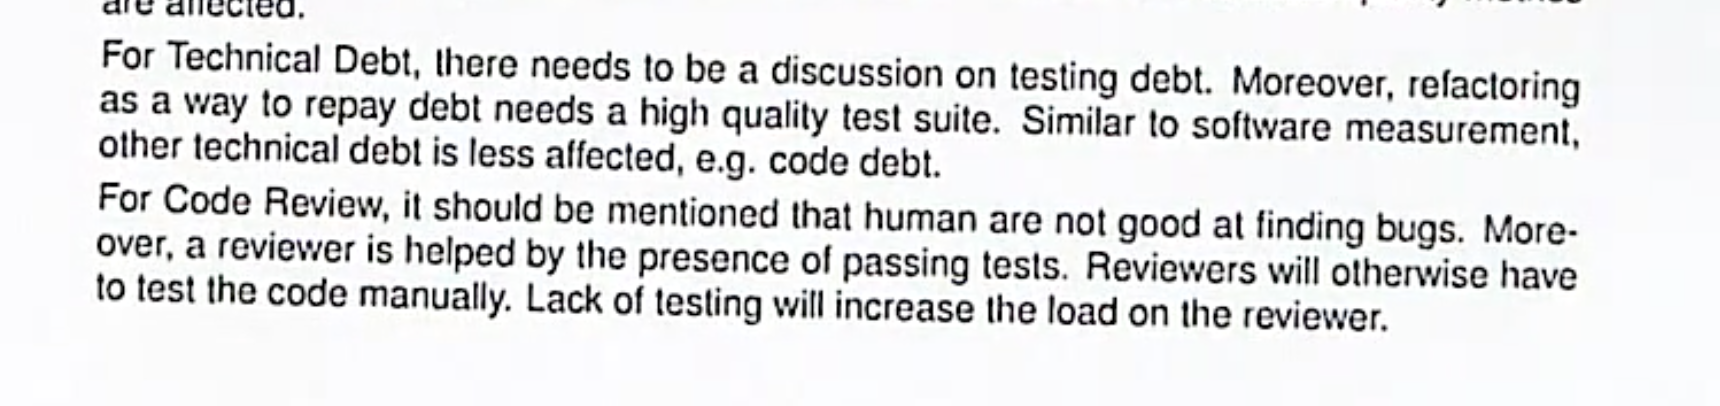 are affected.
For Technical Debt, there needs to be a discussion on testing debt. Moreover, refactoring
as a way to repay debt needs a high quality test suite. Similar to software measurement,
other technical debt is less affected, e.g. code debt.
For Code Review, it should be mentioned that human are not good at finding bugs. More-
over, a reviewer is helped by the presence of passing tests. Reviewers will otherwise have
to test the code manually. Lack of testing will increase the load on the reviewer.